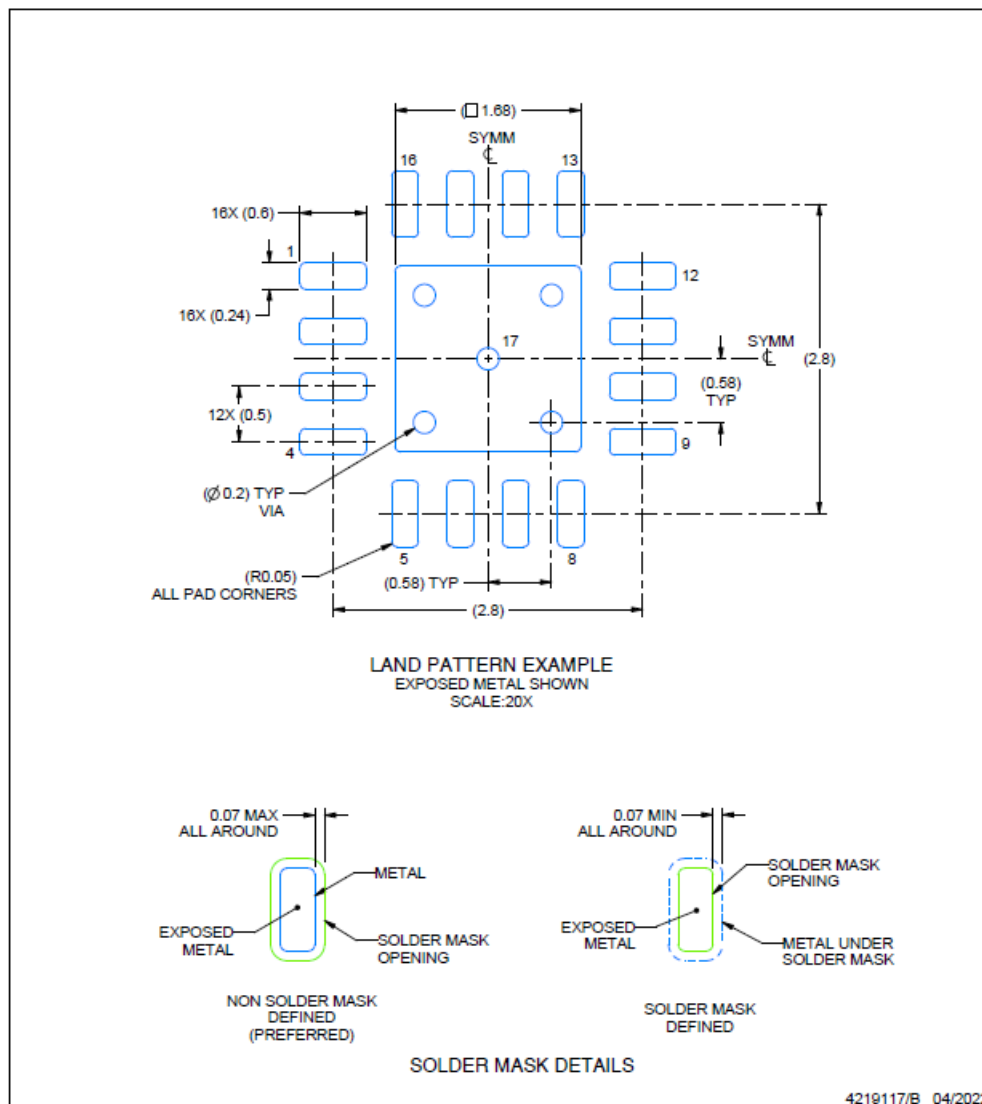 (□ 1.68)
SYMM
℄
16
13
16X (0.6)
1
12
16X (0.24)
17
SYMM
℄
(2.8)
(0.58)
TYP
12X (0.5)
4
9
(Ø 0.2) TYP
VIA
5
8
(R0.05)
ALL PAD CORNERS
(0.58) TYP
(2.8)
LAND PATTERN EXAMPLE
EXPOSED METAL SHOWN
SCALE:20X
0.07 MAX
ALL AROUND
0.07 MIN
ALL AROUND
METAL
SOLDER MASK
OPENING
EXPOSED
METAL
SOLDER MASK
OPENING
EXPOSED
METAL
METAL UNDER
SOLDER MASK
NON SOLDER MASK
DEFINED
(PREFERRED)
SOLDER MASK
DEFINED
SOLDER MASK DETAILS
4219117/B 04/202